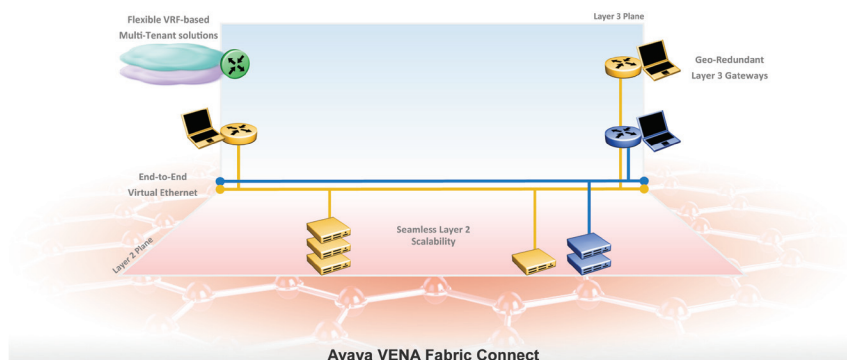 Flexible VRF-based
Multi-Tenant solutions
Layer 3 Plane
Geo-Redundant
Layer 3 Gateways
End-to-End
Virtual Ethernet
Layer 2 Plane
Seamless Layer 2
Scalability
Avaya VENA Fabric Connect